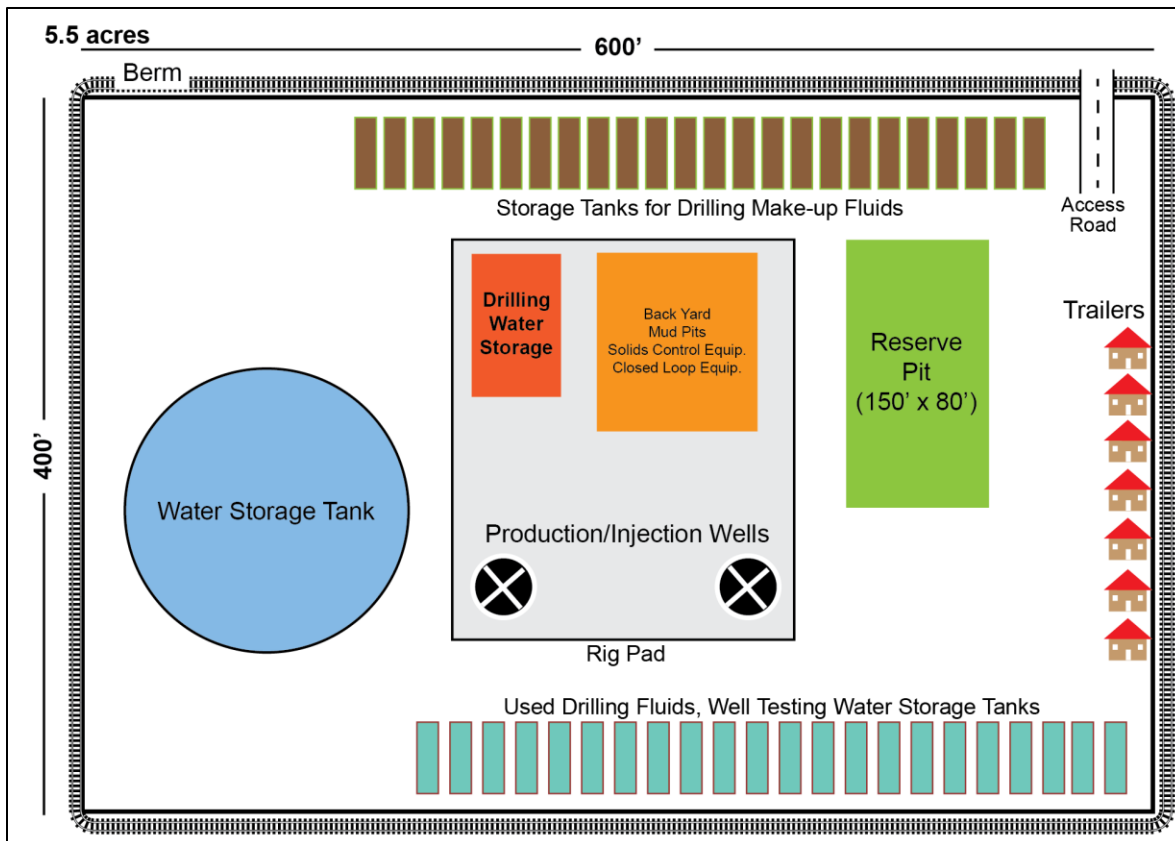 5.5 acres
600’
Berm
400’
Storage Tanks for Drilling Make-up Fluids
Access
Road
Drilling
Water
Storage
Back Yard
Mud Pits
Solids Control Equip.
Closed Loop Equip.
Reserve
Pit
(150’ x 80’)
Trailers
Water Storage Tank
Production/Injection Wells
Rig Pad
Used Drilling Fluids, Well Testing Water Storage Tanks